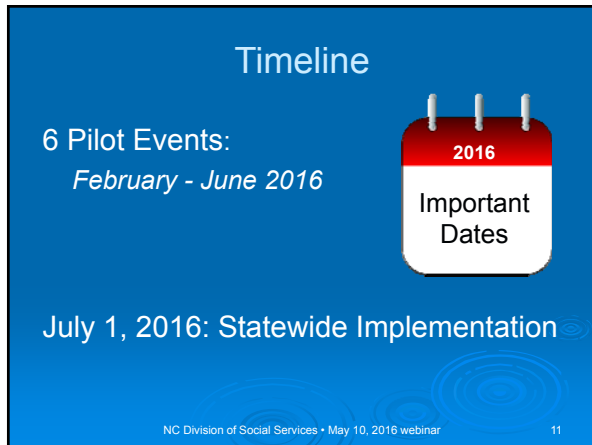 Timeline
6 Pilot Events:
February - June 2016
2016
Important
Dates
July 1, 2016: Statewide Implementation
NC Division of Social Services • May 10, 2016 webinar
11